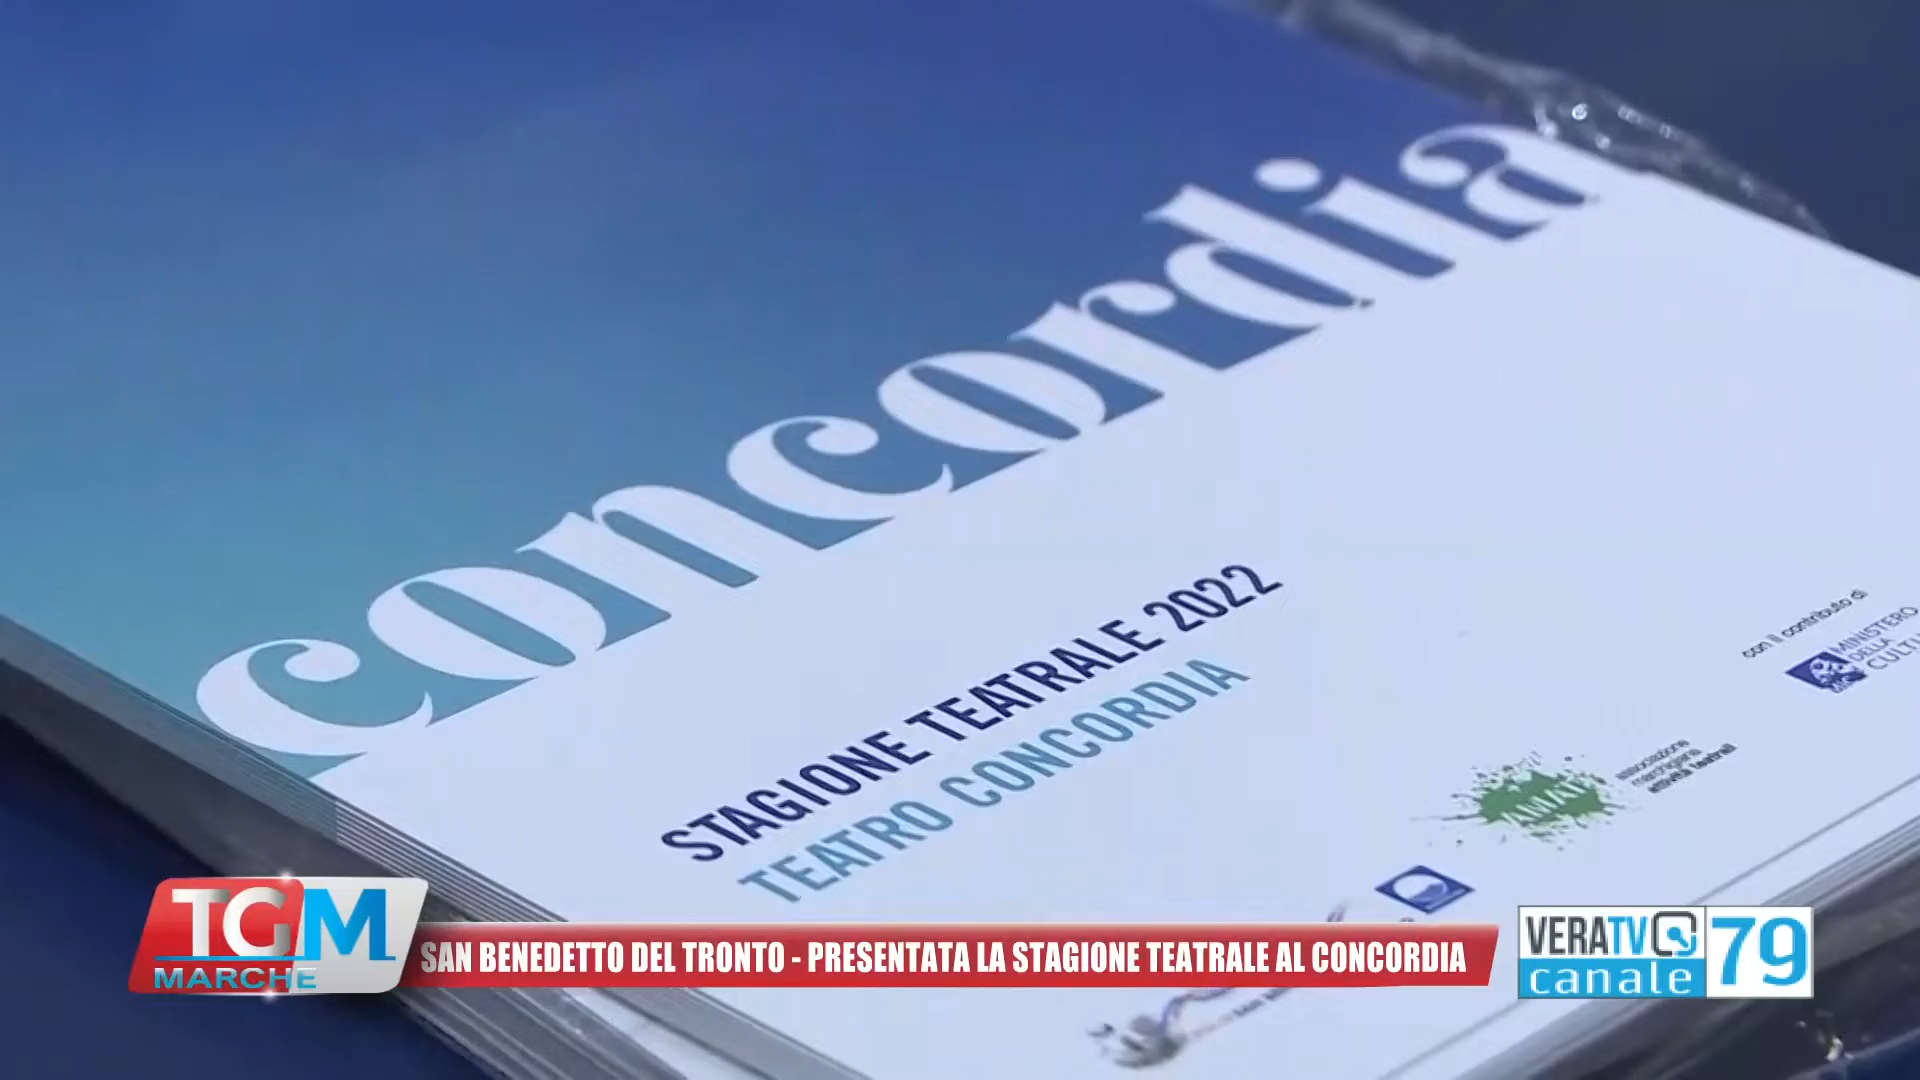 concordia
STAGIONE TEATRALE 2022
TEATRO CONCORDIA
con il contributo di
MINISTERO
DELLA
AMAT
associazione
marchigiana
attività teatrali
TGM
MARCHE
SAN BENEDETTO DEL TRONTO - PRESENTATA LA STAGIONE TEATRALE AL CONCORDIA
VERATV
canale
79